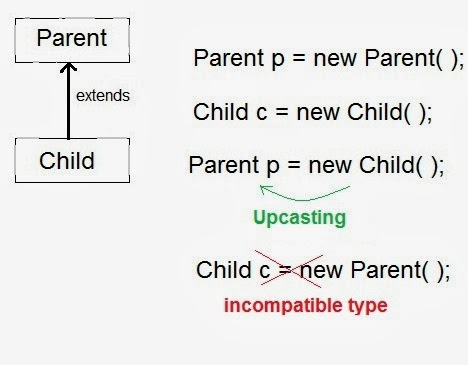 Parent
extends
Child
Parent p = new Parent( );
Child c = new Child( );
Parent p = new Child( );
Upcasting
Child c = new Parent( );
incompatible type